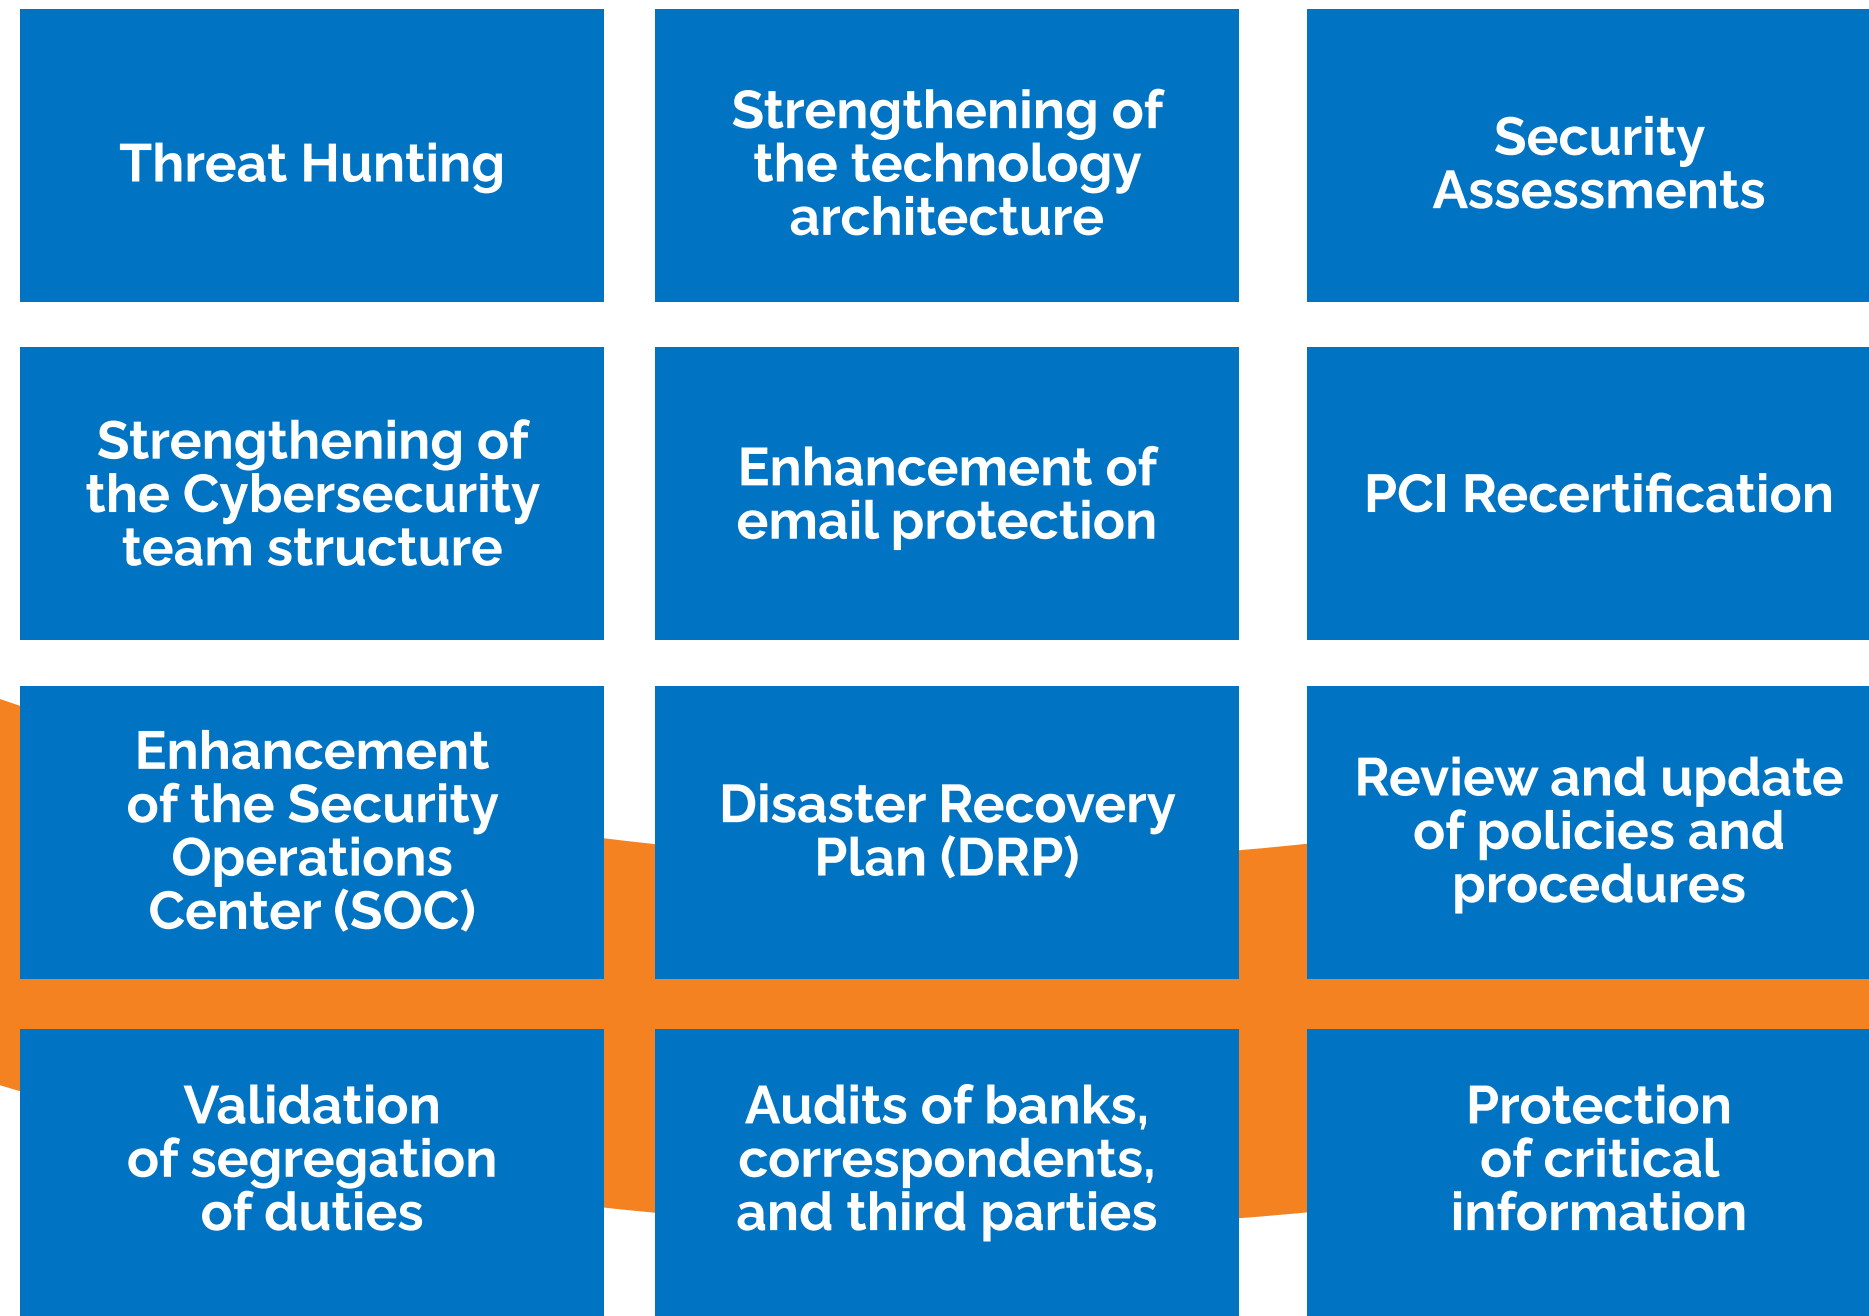 Threat Hunting
Strengthening of
the technology
architecture
Security
Assessments
Strengthening of
the Cybersecurity
team structure
Enhancement of
email protection
PCI Recertification
Enhancement
of the Security
Operations
Center (SOC)
Disaster Recovery
Plan (DRP)
Review and update
of policies and
procedures
Validation
of segregation
of duties
Audits of banks,
correspondents,
and third parties
Protection
of critical
information